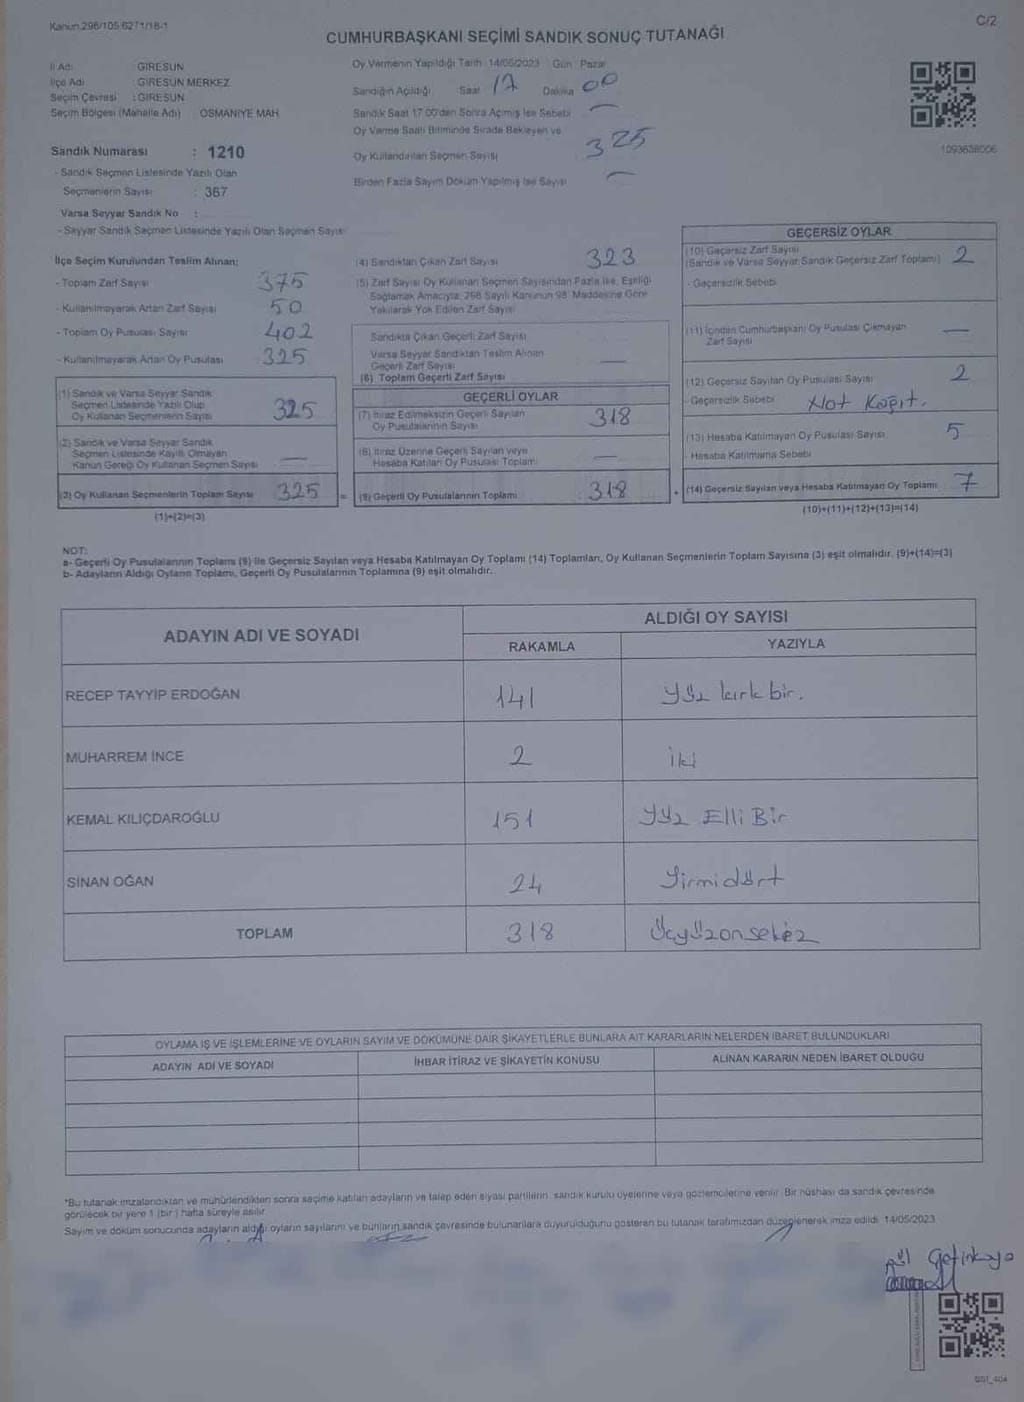 Kanun 298/105 6271/18-1
C/2
CUMHURBAŞKANI SEÇİMİ SANDIK SONUÇ TUTANAĞI
İl Adı : GİRESUN
İlçe Adı : GİRESUN MERKEZ
Seçim Çevresi : GİRESUN
Seçim Bölgesi (Mahalle Adı) OSMANİYE MAH
Sandık Numarası : 1210
- Sandık Seçmen Listesinde Yazılı Olan
Seçmenlerin Sayısı : 367
Varsa Seyyar Sandık No :
- Seyyar Sandık Seçmen Listesinde Yazılı Olan Seçmen Sayısı
Oy Vermenin Yapıldığı Tarih 14/05/2023 Gün Pazar
Sandığın Açıldığı Saat 17 Dakika 00
Sandık Saat 17.00'den Sonra Açılmış İse Sebebi —
Oy Verme Saati Bitiminde Sırada Bekleyen ve
Oy Kullandırılan Seçmen Sayısı 325
Birden Fazla Sayım Döküm Yapılmış İse Sayısı —
1093638006
İlçe Seçim Kurulundan Teslim Alınan:
- Toplam Zarf Sayısı 375
- Kullanılmayarak Artan Zarf Sayısı 50
- Toplam Oy Pusulası Sayısı 402
- Kullanılmayarak Artan Oy Pusulası 325
(1) Sandık ve Varsa Seyyar Sandık
Seçmen Listesinde Yazılı Olup
Oy Kullanan Seçmenlerin Sayısı 325
(2) Sandık ve Varsa Seyyar Sandık
Seçmen Listesinde Kayıtlı Olmayan
Kanun Gereği Oy Kullanan Seçmen Sayısı —
(3) Oy Kullanan Seçmenlerin Toplam Sayısı 325
(1)+(2)=(3)
(4) Sandıktan Çıkan Zarf Sayısı 323
(5) Zarf Sayısı Oy Kullanan Seçmen Sayısından Fazla İse, Eşitliği
Sağlamak Amacıyla, 298 Sayılı Kanunun 98. Maddesine Göre
Yakılarak Yok Edilen Zarf Sayısı
Sandıkta Çıkan Geçerli Zarf Sayısı
Varsa Seyyar Sandıktan Teslim Alınan
Geçerli Zarf Sayısı —
(6) Toplam Geçerli Zarf Sayısı
GEÇERLİ OYLAR
(7) İtiraz Edilmeksizin Geçerli Sayılan
Oy Pusulalarının Sayısı 318
(8) İtiraz Üzerine Geçerli Sayılan veya
Hesaba Katılan Oy Pusulası Toplamı —
= (9) Geçerli Oy Pusulalarının Toplamı 318
GEÇERSİZ OYLAR
(10) Geçersiz Zarf Sayısı
(Sandık ve Varsa Seyyar Sandık Geçersiz Zarf Toplamı) 2
- Geçersizlik Sebebi
(11) İçinden Cumhurbaşkanı Oy Pusulası Çıkmayan
Zarf Sayısı —
(12) Geçersiz Sayılan Oy Pusulası Sayısı 2
- Geçersizlik Sebebi Not Kağıt.
(13) Hesaba Katılmayan Oy Pusulası Sayısı 5
- Hesaba Katılmama Sebebi
+ (14) Geçersiz Sayılan veya Hesaba Katılmayan Oy Toplamı 7
(10)+(11)+(12)+(13)=(14)
NOT:
a- Geçerli Oy Pusulalarının Toplamı (9) ile Geçersiz Sayılan veya Hesaba Katılmayan Oy Toplamı (14) Toplamları, Oy Kullanan Seçmenlerin Toplam Sayısına (3) eşit olmalıdır. (9)+(14)=(3)
b- Adayların Aldığı Oyların Toplamı, Geçerli Oy Pusulalarının Toplamına (9) eşit olmalıdır.
ADAYIN ADI VE SOYADI
ALDIĞI OY SAYISI
RAKAMLA YAZIYLA
RECEP TAYYİP ERDOĞAN 141 Yüz kırk bir.
MUHARREM İNCE 2 İki
KEMAL KILIÇDAROĞLU 151 Yüz Elli Bir
SİNAN OĞAN 24 Yirmidört
TOPLAM 318 Üçyüzonsekiz
OYLAMA İŞ VE İŞLEMLERİNE VE OYLARIN SAYIM VE DÖKÜMÜNE DAİR ŞİKAYETLERLE BUNLARA AİT KARARLARIN NELERDEN İBARET BULUNDUKLARI
ADAYIN ADI VE SOYADI İHBAR İTİRAZ VE ŞİKAYETİN KONUSU ALINAN KARARIN NEDEN İBARET OLDUĞU
*Bu tutanak imzalandıktan ve mühürlendikten sonra seçime katılan adayların ve talep eden siyasi partilerin sandık kurulu üyelerine veya gözlemcilerine verilir. Bir nüshası da sandık çevresinde
görülecek bir yere 1 (bir) hafta süreyle asılır.
Sayım ve döküm sonucunda adayların aldığı oyların sayılarını ve bunların sandık çevresinde bulunanlara duyurulduğunu gösteren bu tutanak tarafımızdan düzenlenerek imza edildi. 14/05/2023
Çetinkaya